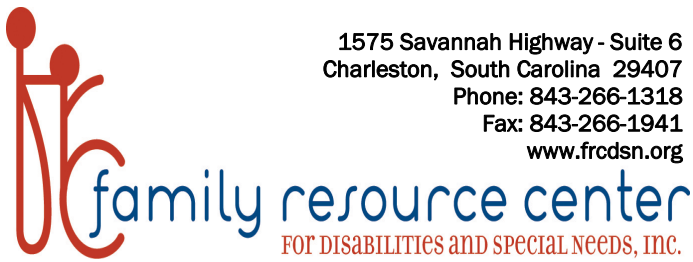 1575 Savannah Highway - Suite 6
Charleston, South Carolina 29407
Phone: 843-266-1318
Fax: 843-266-1941
www.frcdsn.org
family resource center
FOR DISABILITIES AND SPECIAL NEEDS, INC.